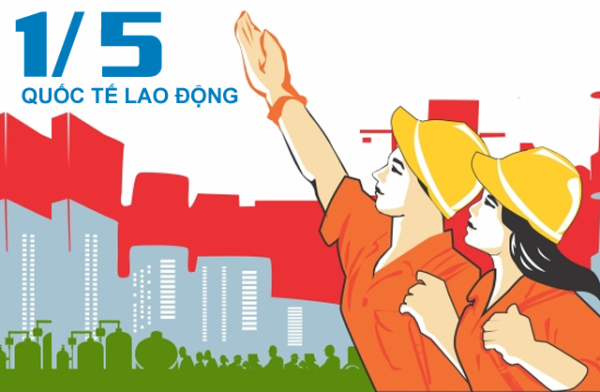 1/5
QUỐC TẾ LAO ĐỘNG